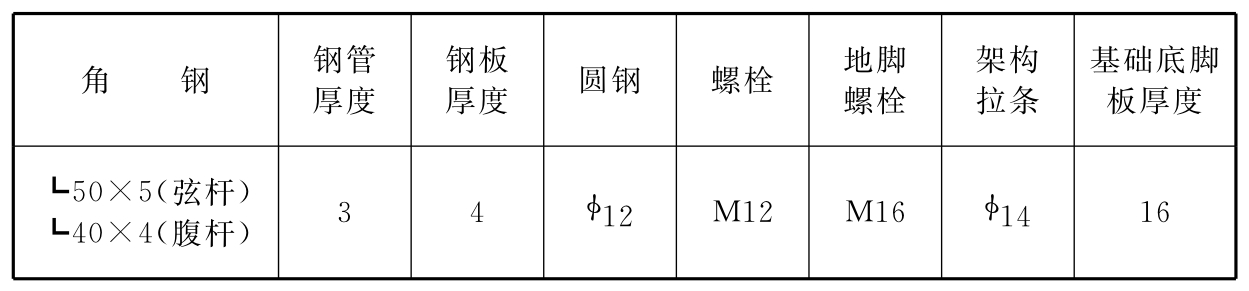 角 钢
钢管
厚度
钢板
厚度
圆钢
螺栓
地脚
螺栓
架构
拉条
基础底脚
板厚度
┗50×5(弦杆)
┗40×4(腹杆)
3
4
ϕ12
M12
M16
ϕ14
16